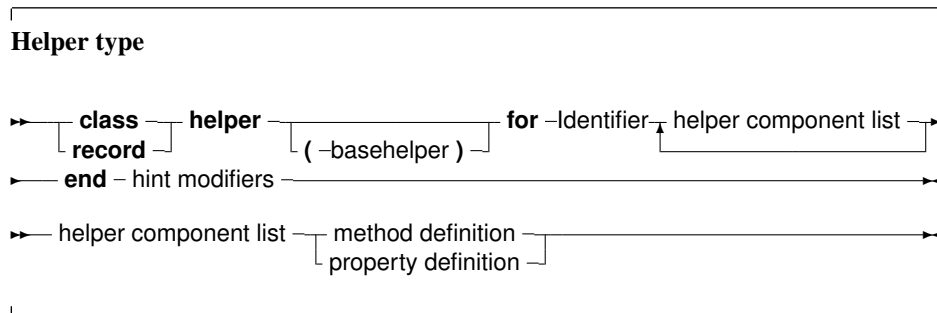 Helper type
class helper for Identifier helper component list
record ( basehelper )
end hint modifiers
helper component list method definition
property definition